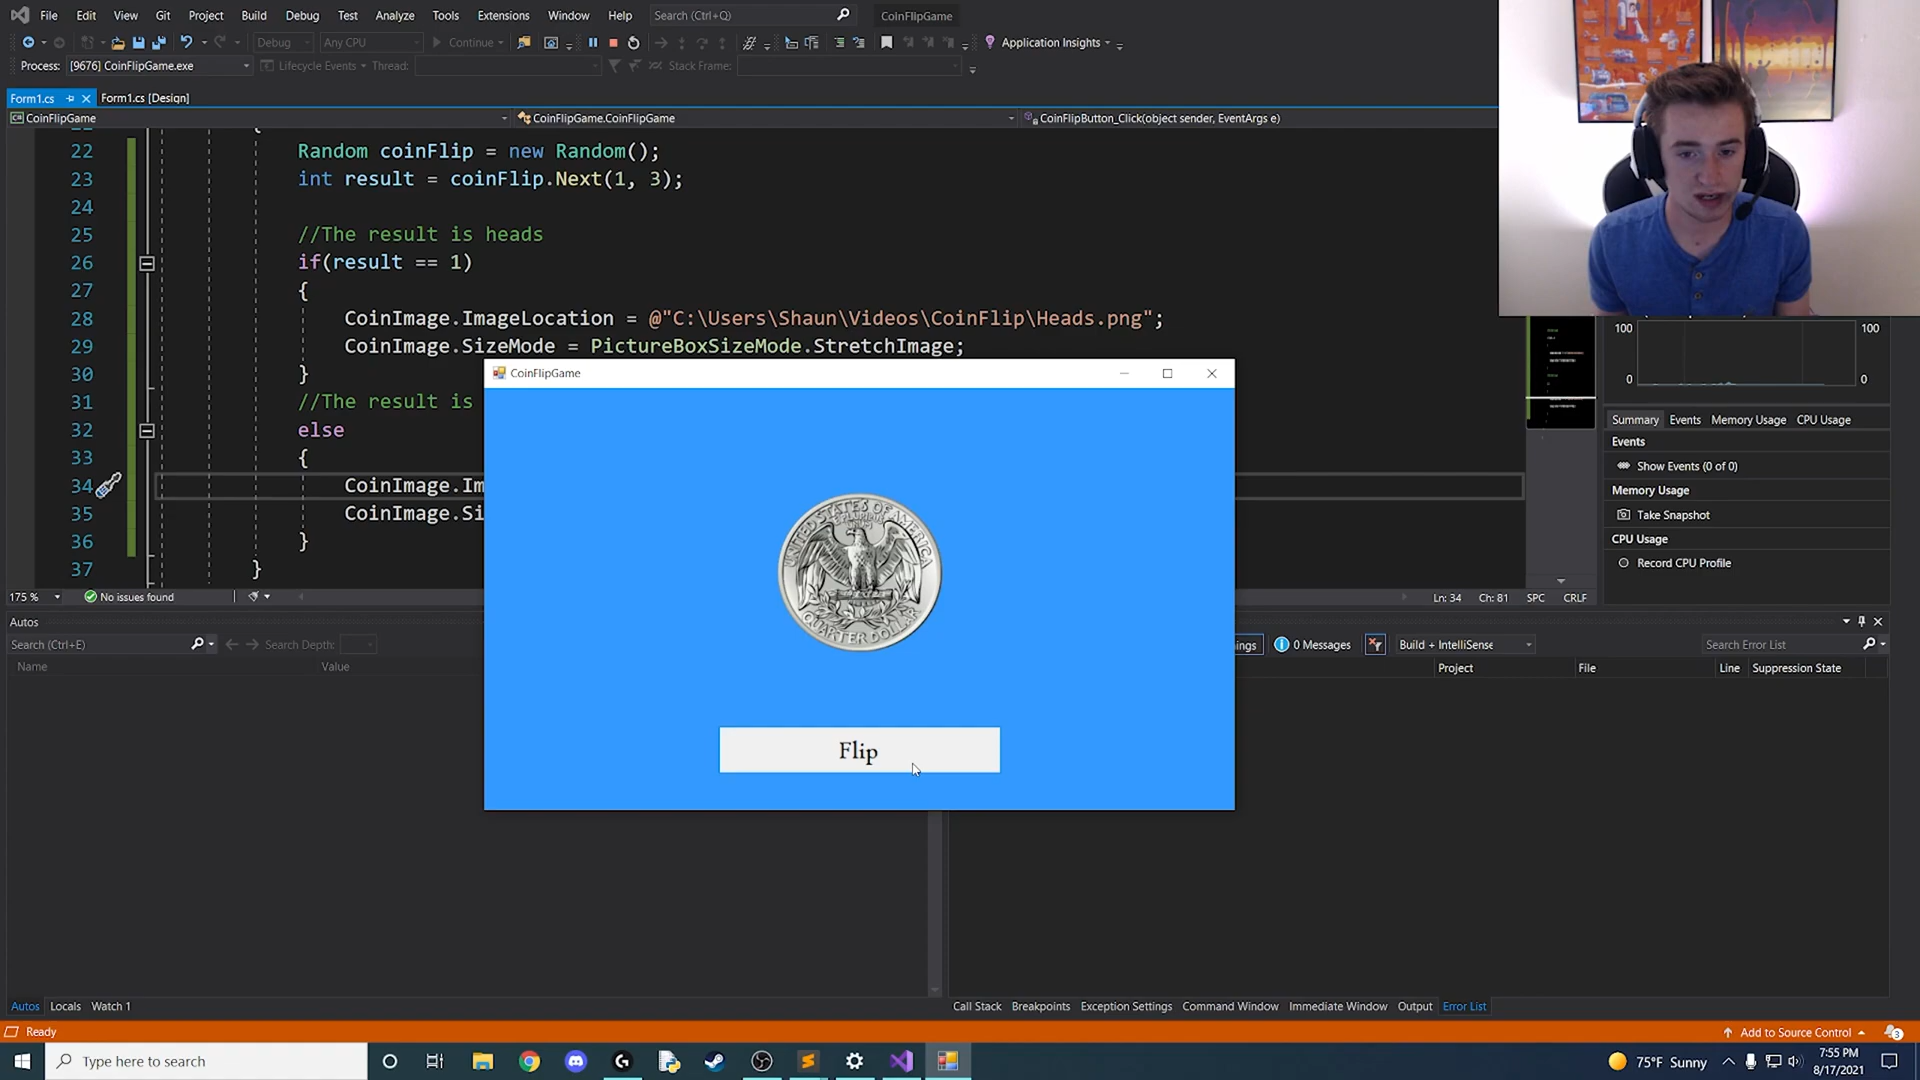 File Edit View Git Project Build Debug Test Analyze Tools Extensions Window Help Search (Ctrl+Q) CoinFlipGame
Debug Any CPU Continue Application Insights
Process: [9676] CoinFlipGame.exe Lifecycle Events Thread: Stack Frame:
Form1.cs Form1.cs [Design]
CoinFlipGame CoinFlipGame.CoinFlipGame CoinFlipButton_Click(object sender, EventArgs e)
22 Random coinFlip = new Random();
23 int result = coinFlip.Next(1, 3);
24
25 //The result is heads
26 if(result == 1)
27 {
28 CoinImage.ImageLocation = @"C:\Users\Shaun\Videos\CoinFlip\Heads.png";
29 CoinImage.SizeMode = PictureBoxSizeMode.StretchImage;
30 }
31 //The result is
32 else
33 {
34 CoinImage.Im
35 CoinImage.Si
36 }
37 }
CoinFlipGame
UNITED STATES OF AMERICA
QUARTER DOLLAR
Flip
100 100
0 0
Summary Events Memory Usage CPU Usage
Events
Show Events (0 of 0)
Memory Usage
Take Snapshot
CPU Usage
Record CPU Profile
175 % No issues found Ln: 34 Ch: 81 SPC CRLF
Autos
Search (Ctrl+E) Search Depth:
Name Value
ings 0 Messages Build + IntelliSense Search Error List
Project File Line Suppression State
Autos Locals Watch 1
Call Stack Breakpoints Exception Settings Command Window Immediate Window Output Error List
Ready Add to Source Control 3
Type here to search 75°F Sunny 7:55 PM
8/17/2021